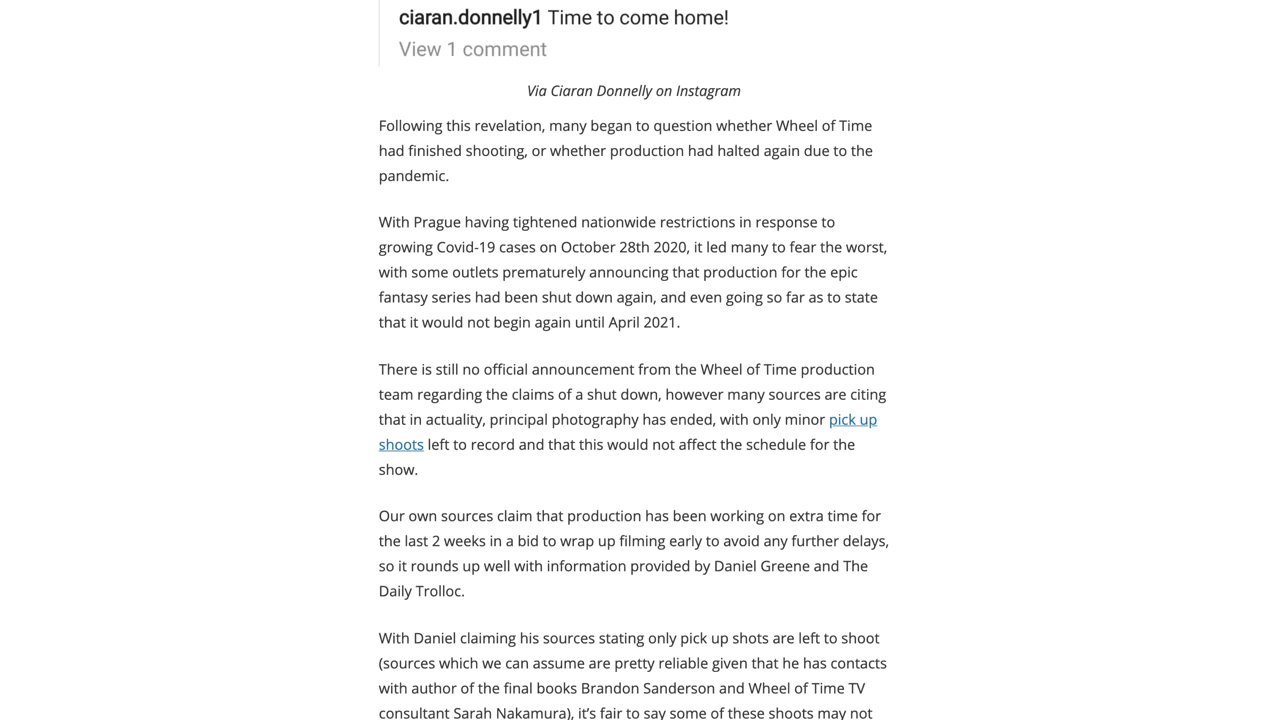 ciaran.donnelly1 Time to come home!
View 1 comment
Via Ciaran Donnelly on Instagram
Following this revelation, many began to question whether Wheel of Time
had finished shooting, or whether production had halted again due to the
pandemic.
With Prague having tightened nationwide restrictions in response to
growing Covid-19 cases on October 28th 2020, it led many to fear the worst,
with some outlets prematurely announcing that production for the epic
fantasy series had been shut down again, and even going so far as to state
that it would not begin again until April 2021.
There is still no official announcement from the Wheel of Time production
team regarding the claims of a shut down, however many sources are citing
that in actuality, principal photography has ended, with only minor pick up
shoots left to record and that this would not affect the schedule for the
show.
Our own sources claim that production has been working on extra time for
the last 2 weeks in a bid to wrap up filming early to avoid any further delays,
so it rounds up well with information provided by Daniel Greene and The
Daily Trolloc.
With Daniel claiming his sources stating only pick up shots are left to shoot
(sources which we can assume are pretty reliable given that he has contacts
with author of the final books Brandon Sanderson and Wheel of Time TV
consultant Sarah Nakamura), it’s fair to say some of these shoots may not